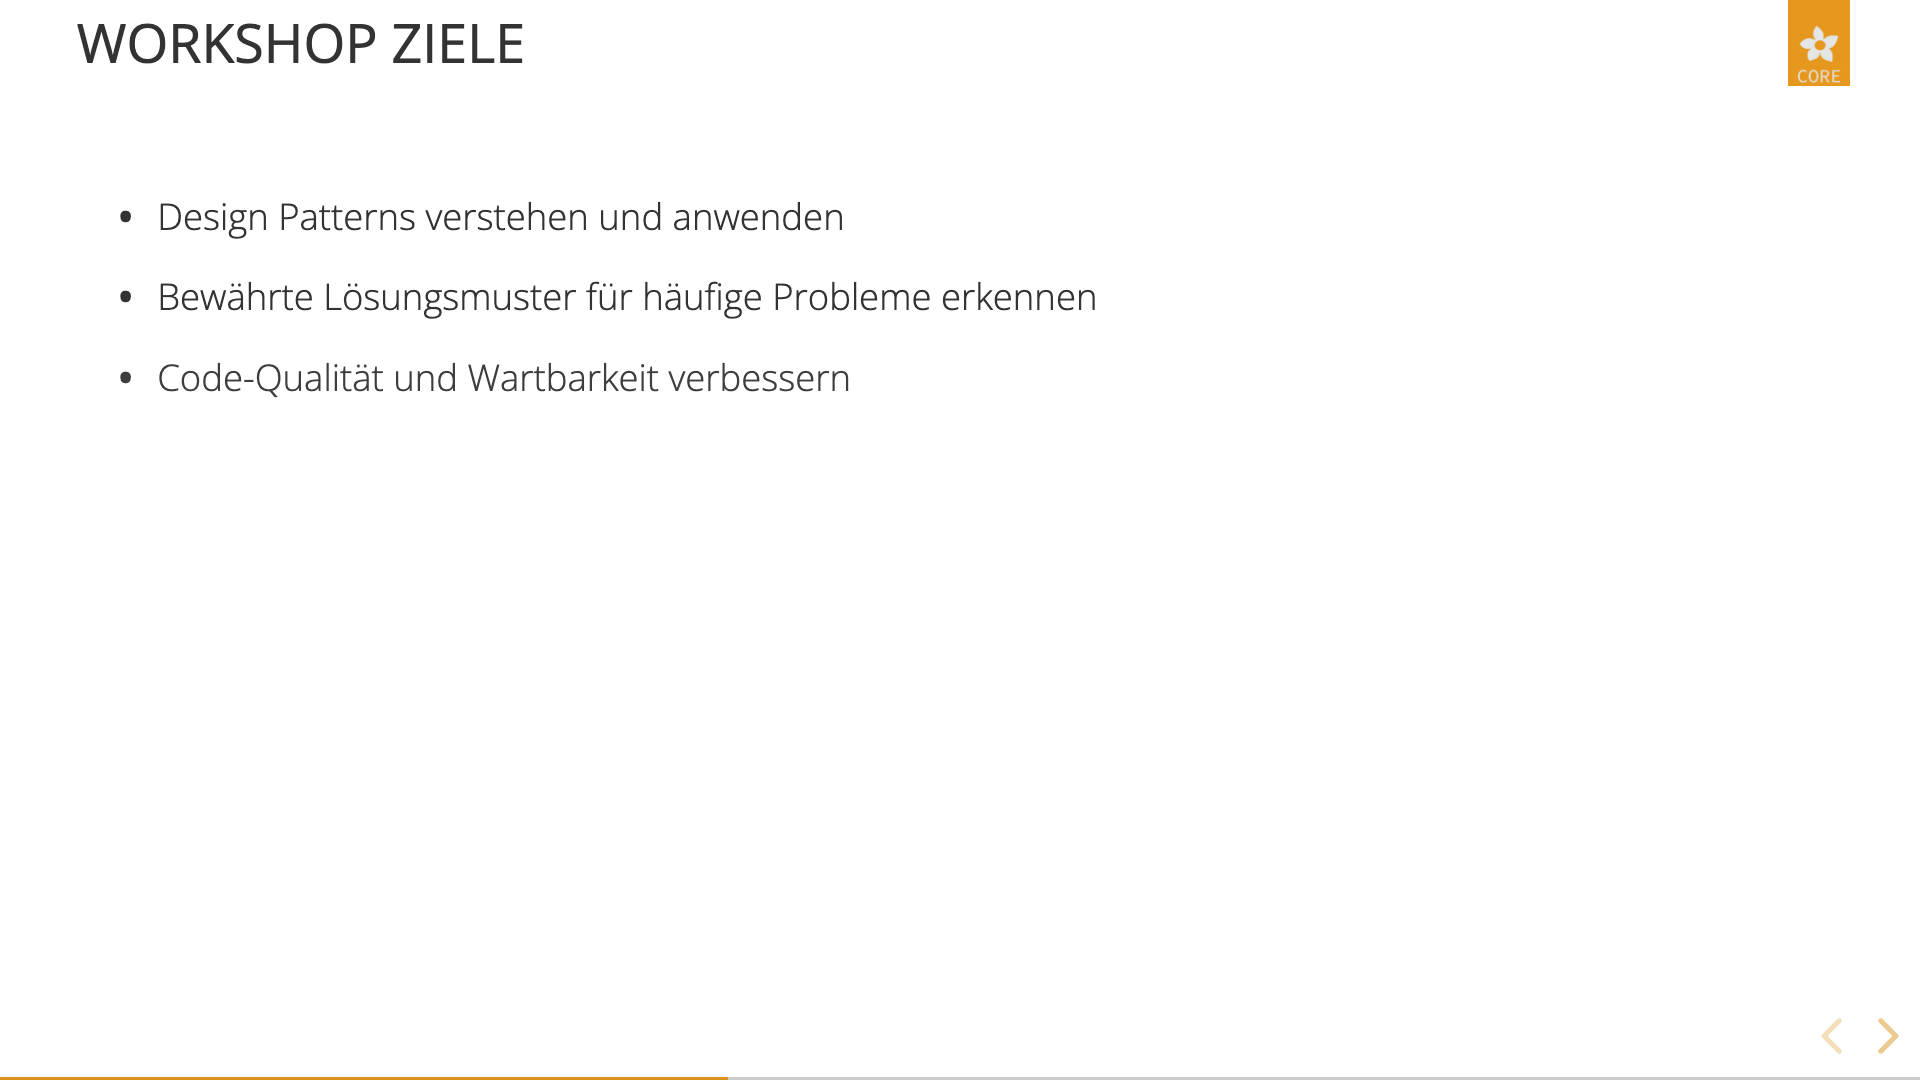 WORKSHOP ZIELE
CORE
• Design Patterns verstehen und anwenden
• Bewährte Lösungsmuster für häufige Probleme erkennen
• Code-Qualität und Wartbarkeit verbessern